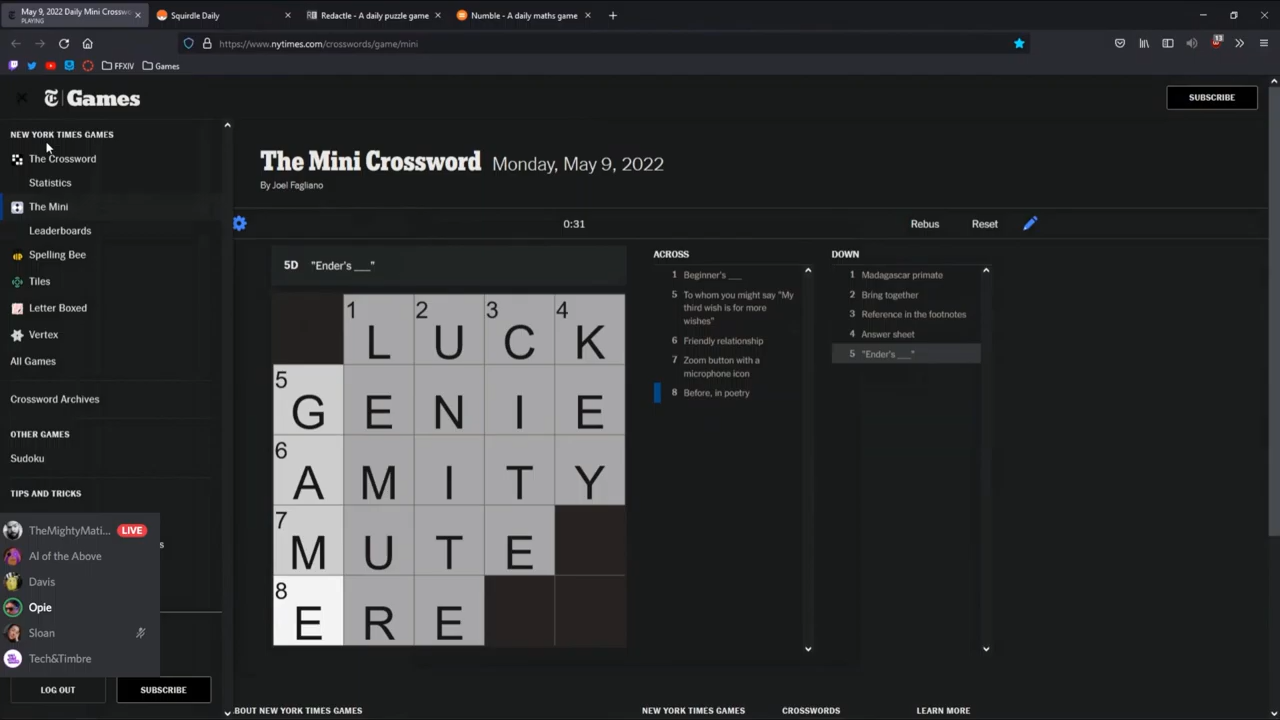 May 9, 2022 Daily Mini Crossw
PLAYING
Squirdle Daily
Redactle - A daily puzzle game
Numble - A daily maths game
https://www.nytimes.com/crosswords/game/mini
13
FFXIV
Games
Games
SUBSCRIBE
NEW YORK TIMES GAMES
The Crossword
Statistics
The Mini
Leaderboards
Spelling Bee
Tiles
Letter Boxed
Vertex
All Games
Crossword Archives
OTHER GAMES
Sudoku
TIPS AND TRICKS
TheMightyMati... LIVE
AI of the Above
Davis
Opie
Sloan
Tech&Timbre
LOG OUT
SUBSCRIBE
The Mini Crossword Monday, May 9, 2022
By Joel Fagliano
0:31
Rebus
Reset
5D "Ender's ___"
1 L 2 U 3 C 4 K
5 G E N I E
6 A M I T Y
7 M U T E
8 E R E
ACROSS
1 Beginner's ___
5 To whom you might say "My
third wish is for more
wishes"
6 Friendly relationship
7 Zoom button with a
microphone icon
8 Before, in poetry
DOWN
1 Madagascar primate
2 Bring together
3 Reference in the footnotes
4 Answer sheet
5 "Ender's ___"
BOUT NEW YORK TIMES GAMES
NEW YORK TIMES GAMES
CROSSWORDS
LEARN MORE